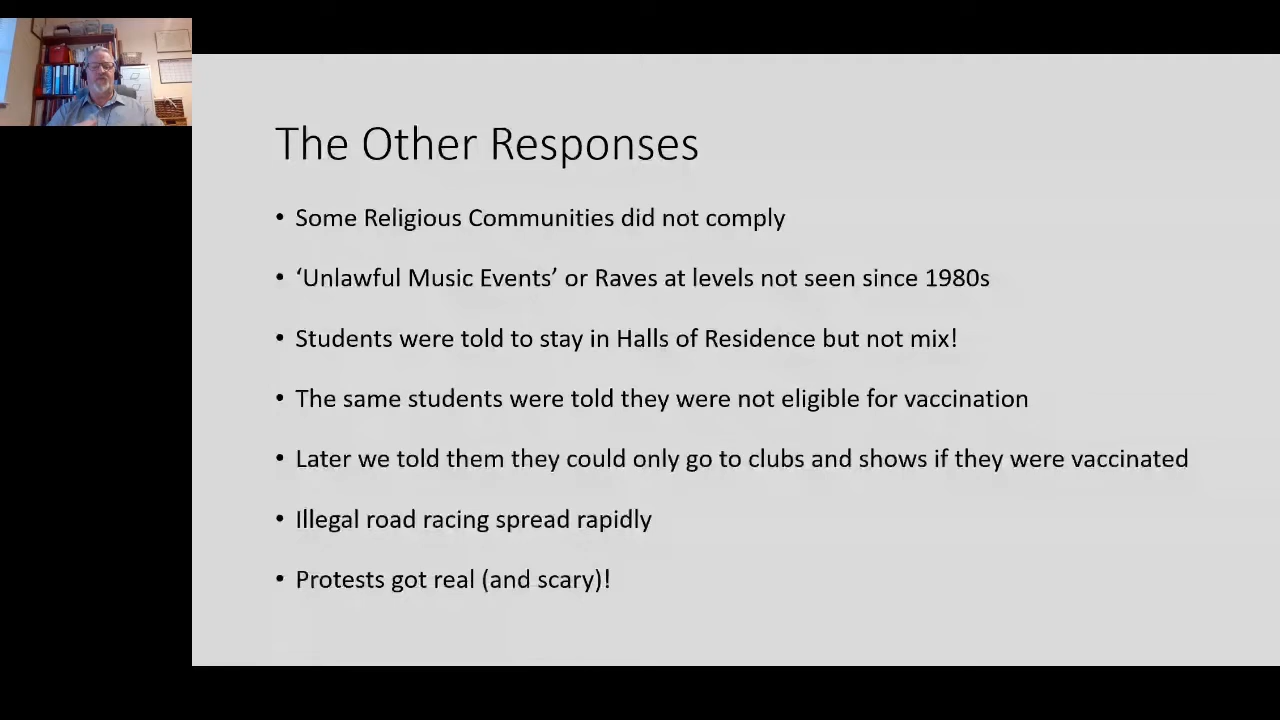 The Other Responses
• Some Religious Communities did not comply
• ‘Unlawful Music Events’ or Raves at levels not seen since 1980s
• Students were told to stay in Halls of Residence but not mix!
• The same students were told they were not eligible for vaccination
• Later we told them they could only go to clubs and shows if they were vaccinated
• Illegal road racing spread rapidly
• Protests got real (and scary)!